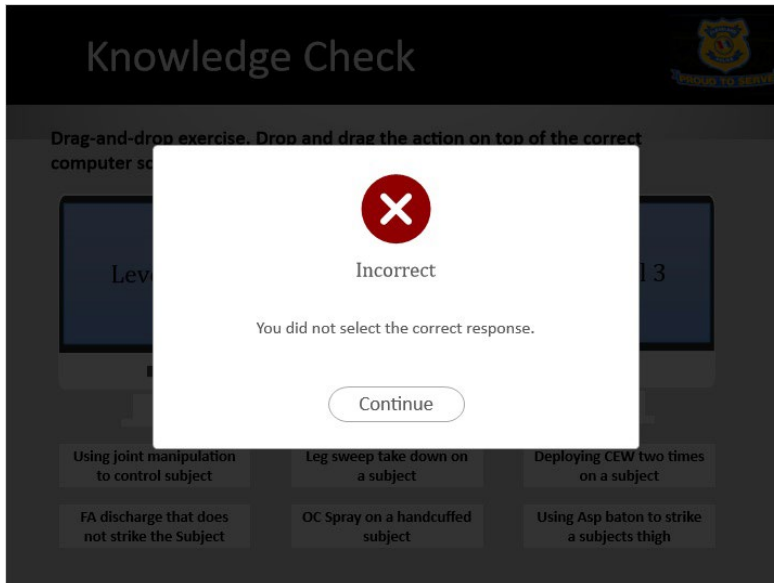 Knowledge Check
PROUD TO SERVE
Drag-and-drop exercise. Drop and drag the action on top of the correct
computer
Incorrect
Lev
l 3
You did not select the correct response.
Continue
Using joint manipulation
to control subject
Leg sweep take down on
a subject
Deploying CEW two times
on a subject
FA discharge that does
not strike the Subject
OC Spray on a handcuffed
subject
Using Asp baton to strike
a subjects thigh